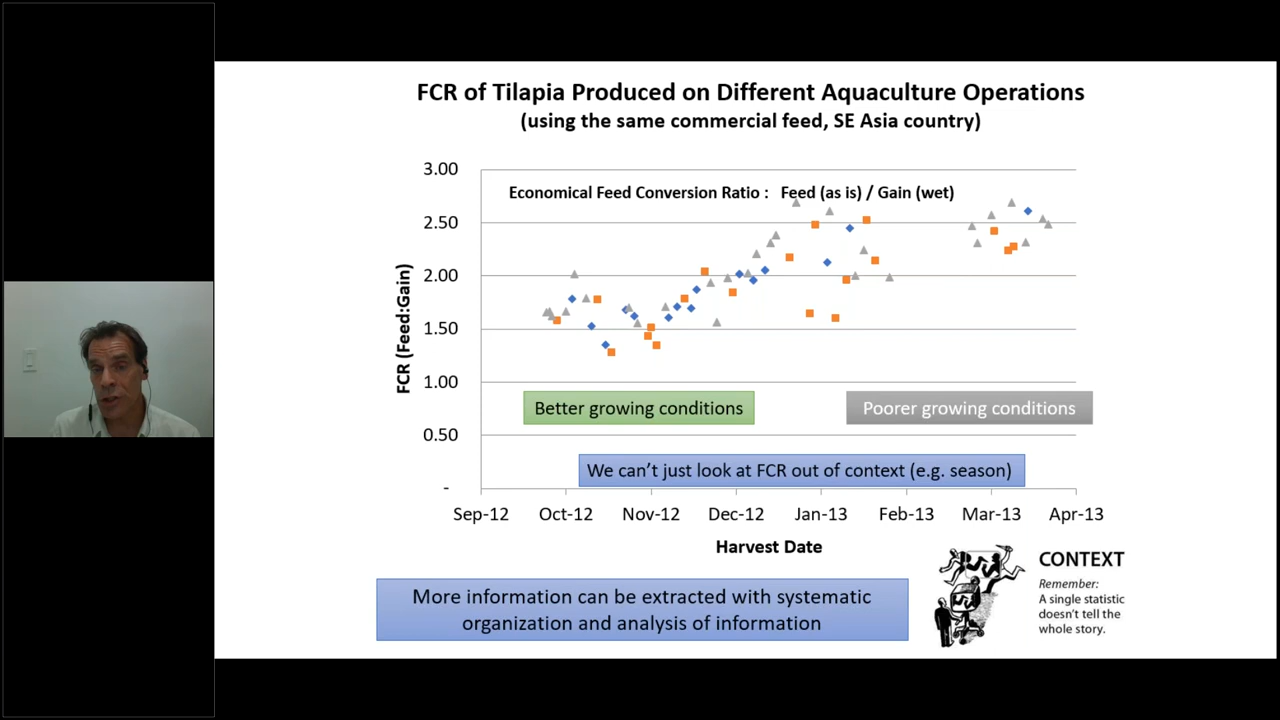 FCR of Tilapia Produced on Different Aquaculture Operations
(using the same commercial feed, SE Asia country)
Economical Feed Conversion Ratio : Feed (as is) / Gain (wet)
FCR (Feed:Gain)
3.00
2.50
2.00
1.50
1.00
0.50
-
Better growing conditions
Poorer growing conditions
We can't just look at FCR out of context (e.g. season)
Sep-12 Oct-12 Nov-12 Dec-12 Jan-13 Feb-13 Mar-13 Apr-13
Harvest Date
More information can be extracted with systematic
organization and analysis of information
CONTEXT
Remember:
A single statistic
doesn't tell the
whole story.